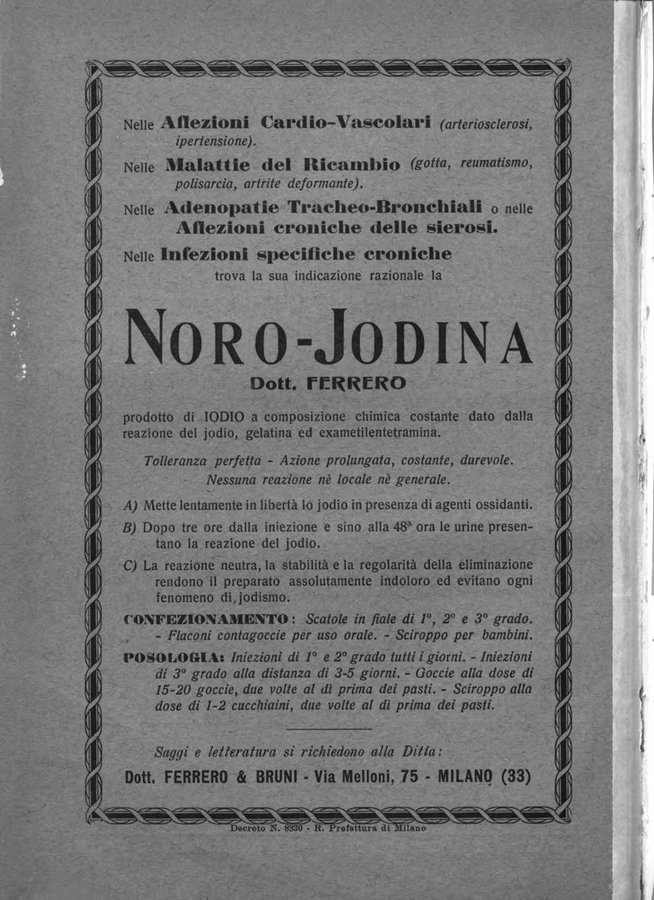 Nelle Affezioni Cardio-Vascolari (arteriosclerosi,
ipertensione).
Nelle Malattie del Ricambio (gotta, reumatismo,
polisarcia, artrite deformante).
Nelle Adenopatie Tracheo-Bronchiali o nelle
Affezioni croniche delle sierosi.
Nelle Infezioni specifiche croniche
trova la sua indicazione razionale la
NORO-JODINA
Dott. FERRERO
prodotto di IODIO a composizione chimica costante dato dalla
reazione del jodio, gelatina ed exametilentetramina.
Tolleranza perfetta - Azione prolungata, costante, durevole.
Nessuna reazione nè locale nè generale.
A) Mette lentamente in libertà lo jodio in presenza di agenti ossidanti.
B) Dopo tre ore dalla iniezione e sino alla 48ª ora le urine presen-
tano la reazione del jodio.
C) La reazione neutra, la stabilità e la regolarità della eliminazione
rendono il preparato assolutamente indoloro ed evitano ogni
fenomeno di jodismo.
CONFEZIONAMENTO: Scatole in fiale di 1º, 2º e 3º grado.
- Flaconi contagoccie per uso orale. - Sciroppo per bambini.
POSOLOGIA: Iniezioni di 1º e 2º grado tutti i giorni. - Iniezioni
di 3º grado alla distanza di 3-5 giorni. - Goccie alla dose di
15-20 goccie, due volte al dì prima dei pasti. - Sciroppo alla
dose di 1-2 cucchiaini, due volte al dì prima dei pasti.
Saggi e letteratura si richiedono alla Ditta:
Dott. FERRERO & BRUNI - Via Melloni, 75 - MILANO (33)
Decreto N. 8330 - R. Prefettura di Milano